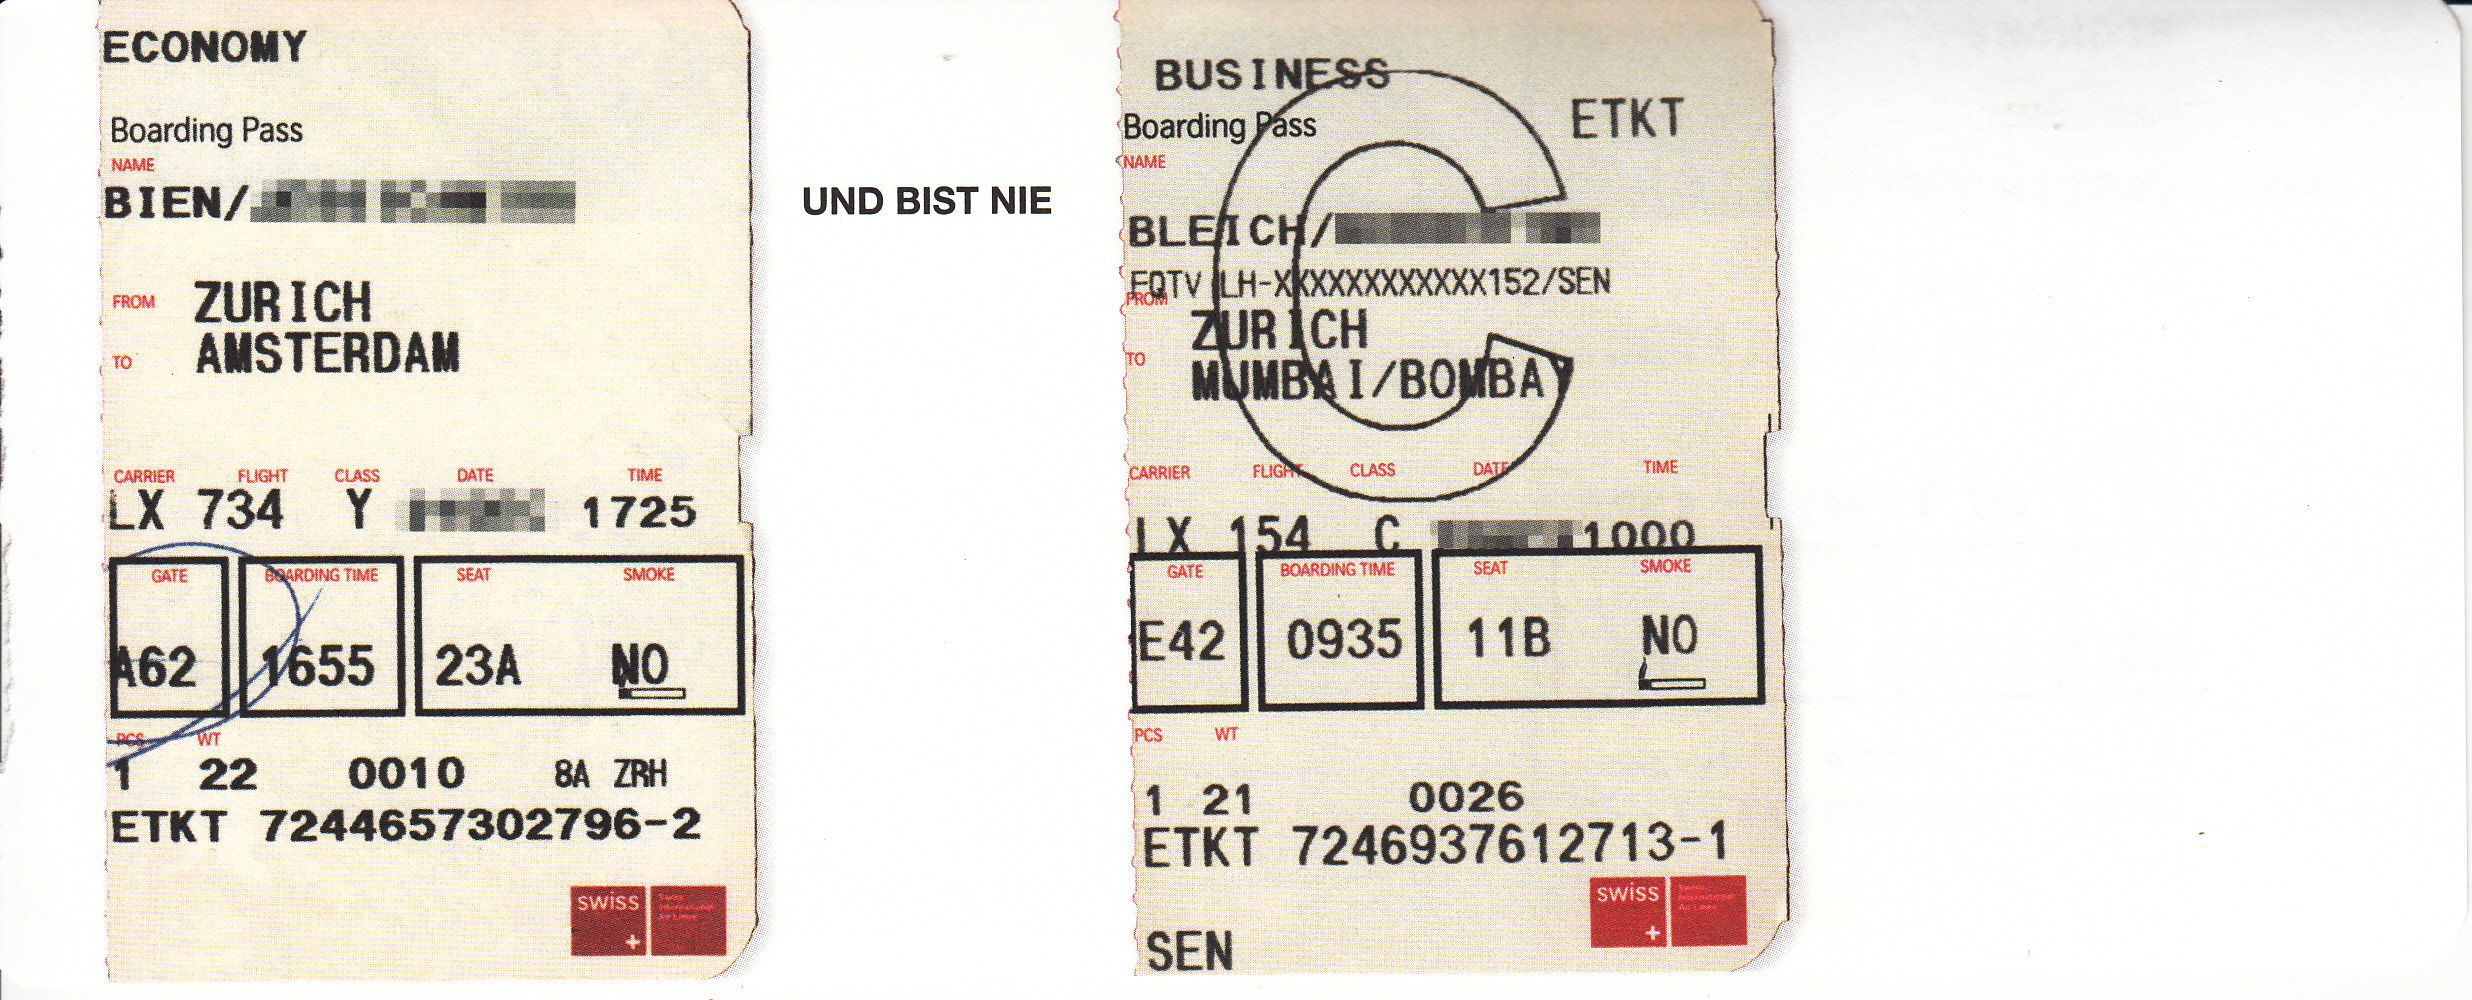 ECONOMY
Boarding Pass
NAME
BIEN/
FROM ZURICH
TO AMSTERDAM
CARRIER FLIGHT CLASS DATE TIME
LX 734 Y 1725
GATE BOARDING TIME SEAT SMOKE
A62 1655 23A NO
PCS WT
1 22 0010 8A ZRH
ETKT 7244657302796-2
swiss
UND BIST NIE
C
BUSINESS
ETKT
Boarding Pass
NAME
BLEICH/
FQTV LH-XXXXXXXXXXXX152/SEN
FROM
ZURICH
TO
MUMBAI/BOMBAY
CARRIER FLIGHT CLASS DATE TIME
LX 154 C 1000
GATE BOARDING TIME SEAT SMOKE
E42 0935 11B NO
PCS WT
1 21 0026
ETKT 7246937612713-1
swiss
SEN